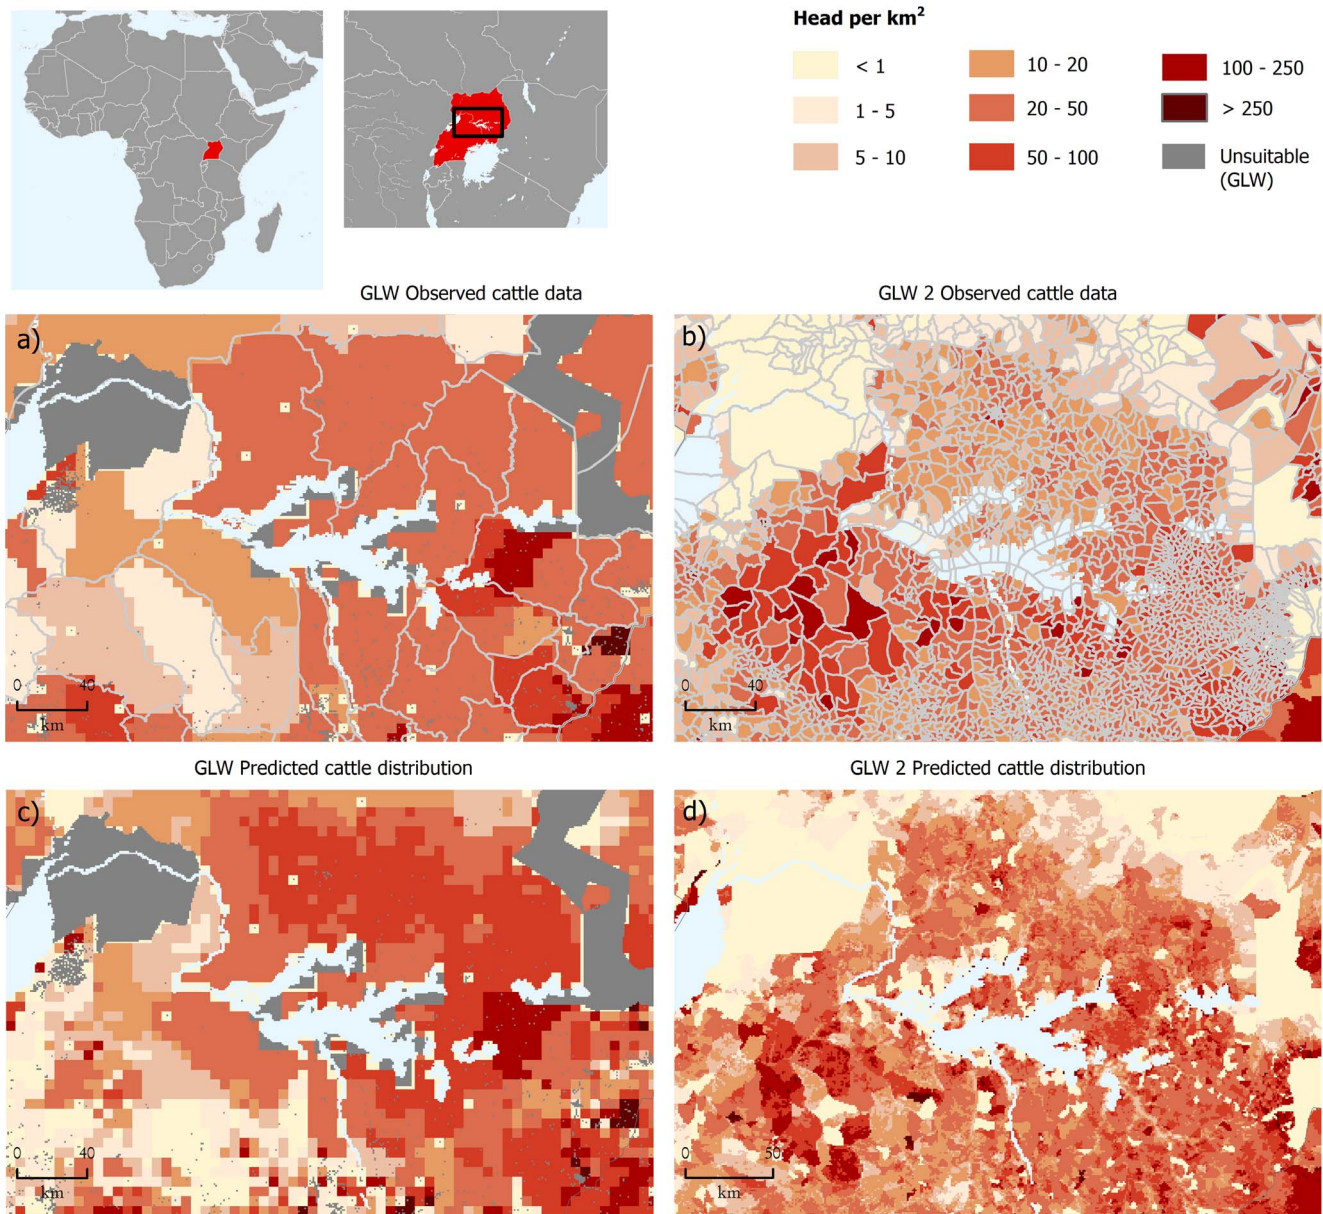 Head per km²
< 1
10 - 20
100 - 250
1 - 5
20 - 50
> 250
5 - 10
50 - 100
Unsuitable
(GLW)
GLW Observed cattle data
GLW 2 Observed cattle data
a)
b)
0 40
km
0 40
km
GLW Predicted cattle distribution
GLW 2 Predicted cattle distribution
c)
d)
0 40
km
0 50
km